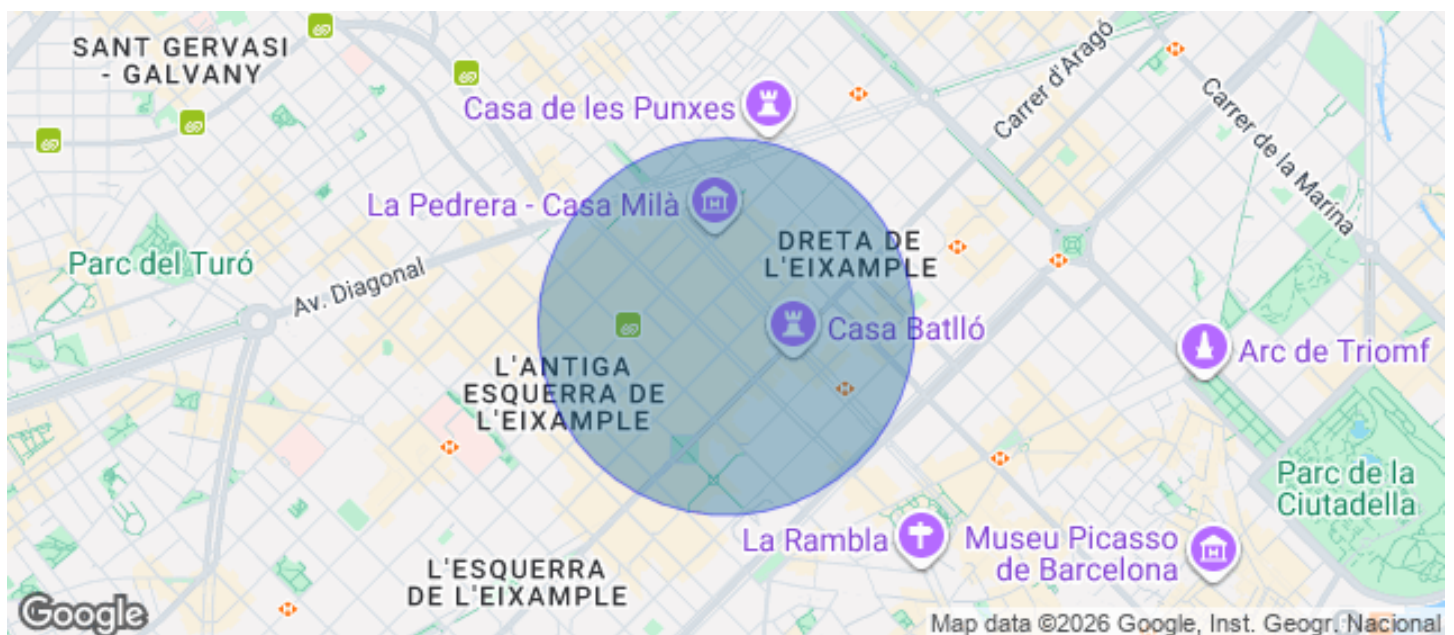 SANT GERVASI
- GALVANY
Casa de les Punxes
Carrer d'Aragó
Carrer de la Marina
La Pedrera - Casa Milà
DRETA DE
L'EIXAMPLE
Parc del Turó
Av. Diagonal
Casa Batlló
Arc de Triomf
L'ANTIGA
ESQUERRA DE
L'EIXAMPLE
Parc de la
Ciutadella
La Rambla
Museu Picasso
de Barcelona
L'ESQUERRA
DE L'EIXAMPLE
Google
Map data ©2026 Google, Inst. Geogr. Nacional